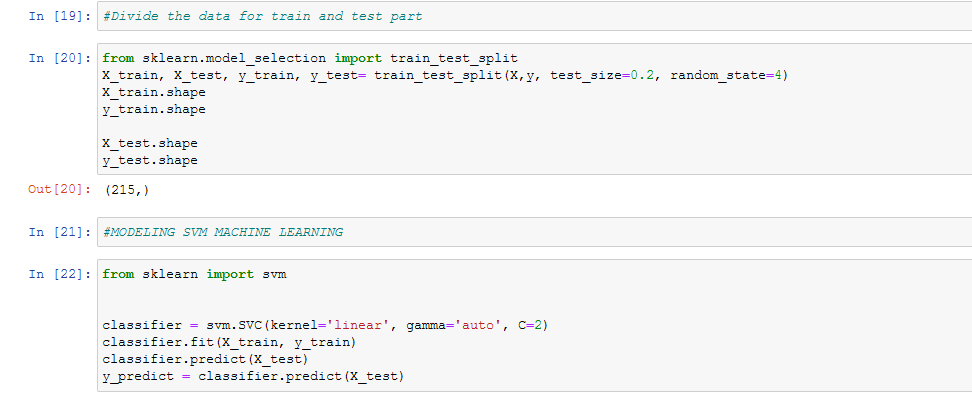 In [19]: #Divide the data for train and test part
In [20]: from sklearn.model_selection import train_test_split
X_train, X_test, y_train, y_test= train_test_split(X,y, test_size=0.2, random_state=4)
X_train.shape
y_train.shape
X_test.shape
y_test.shape
Out[20]: (215,)
In [21]: #MODELING SVM MACHINE LEARNING
In [22]: from sklearn import svm
classifier = svm.SVC(kernel='linear', gamma='auto', C=2)
classifier.fit(X_train, y_train)
classifier.predict(X_test)
y_predict = classifier.predict(X_test)